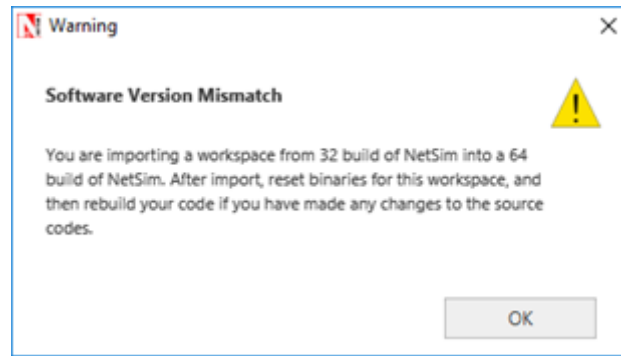 Warning
Software Version Mismatch
You are importing a workspace from 32 build of NetSim into a 64
build of NetSim. After import, reset binaries for this workspace, and
then rebuild your code if you have made any changes to the source
codes.
OK